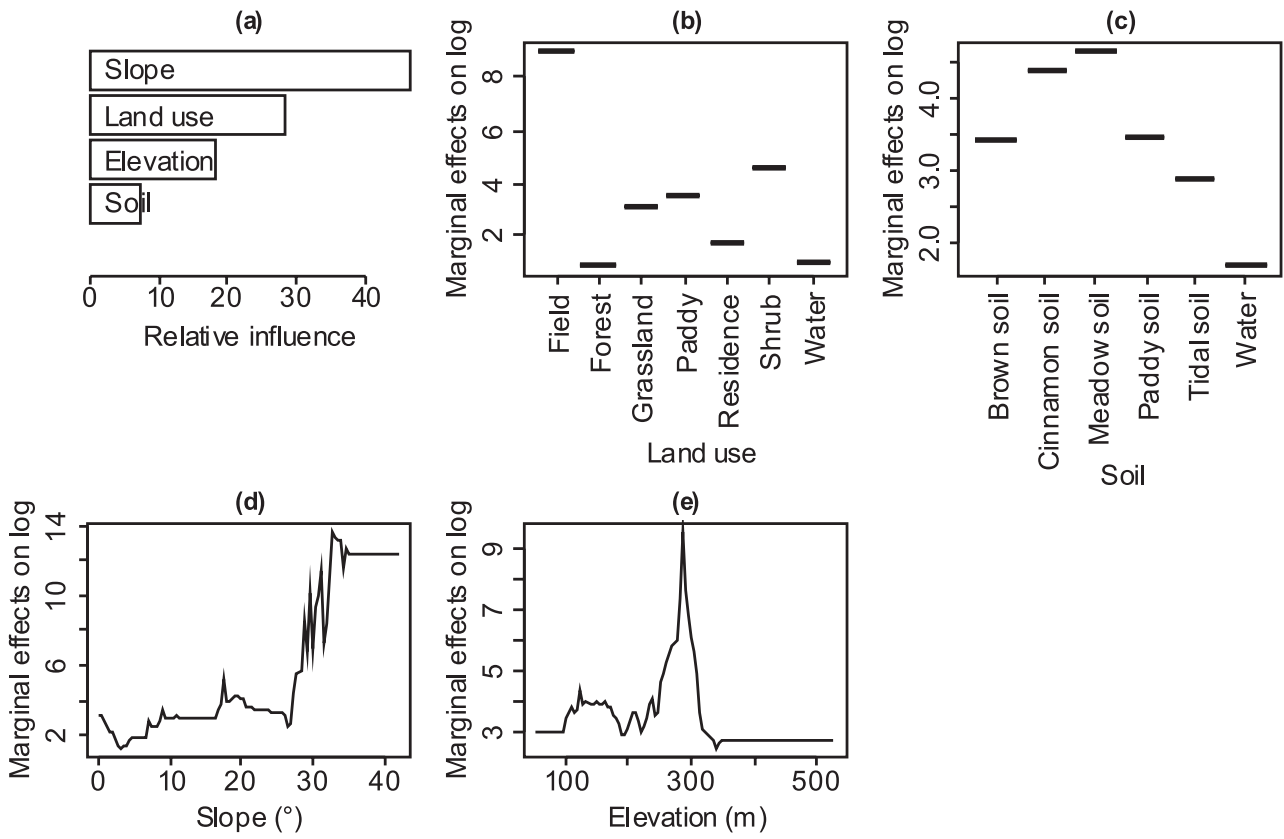 (a)
Slope
Land use
Elevation
Soil
0 10 20 30 40
Relative influence
(b)
Marginal effects on log
8
6
4
2
Field
Forest
Grassland
Paddy
Residence
Shrub
Water
Land use
(c)
Marginal effects on log
4.0
3.0
2.0
Brown soil
Cinnamon soil
Meadow soil
Paddy soil
Tidal soil
Water
Soil
(d)
Marginal effects on log
14
10
6
2
0 10 20 30 40
Slope (°)
(e)
Marginal effects on log
9
7
5
3
100 300 500
Elevation (m)